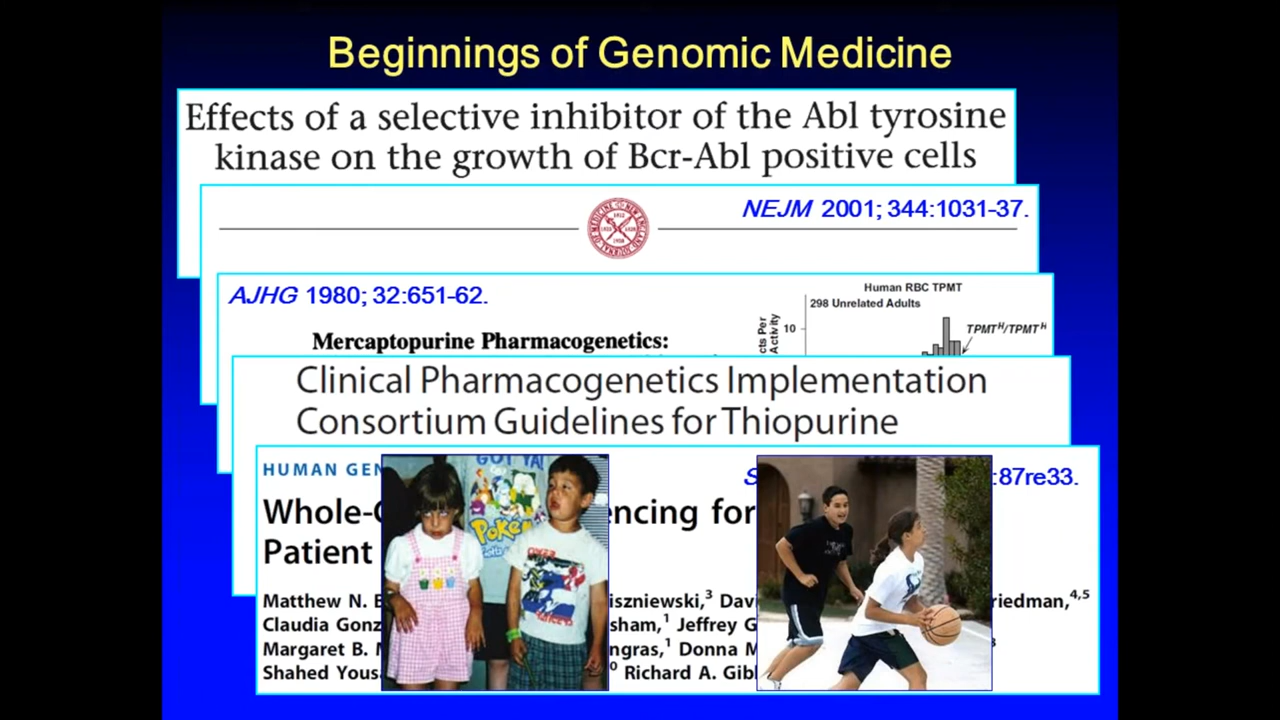 Beginnings of Genomic Medicine
Effects of a selective inhibitor of the Abl tyrosine
kinase on the growth of Bcr-Abl positive cells
NEJM 2001; 344:1031-37.
AJHG 1980; 32:651-62.
Human RBC TPMT
298 Unrelated Adults
10
TPMTᴴ/TPMTᴴ
Mercaptopurine Pharmacogenetics:
Clinical Pharmacogenetics Implementation
Consortium Guidelines for Thiopurine
HUMAN GEN
:87re33.
Whole- encing for
Patient
Matthew N. iszniewski,³ Dav riedman,⁴,⁵
Claudia Gonz sham,¹ Jeffrey G
Margaret B. ngras,¹ Donna M
Shahed Yous Richard A. Gib